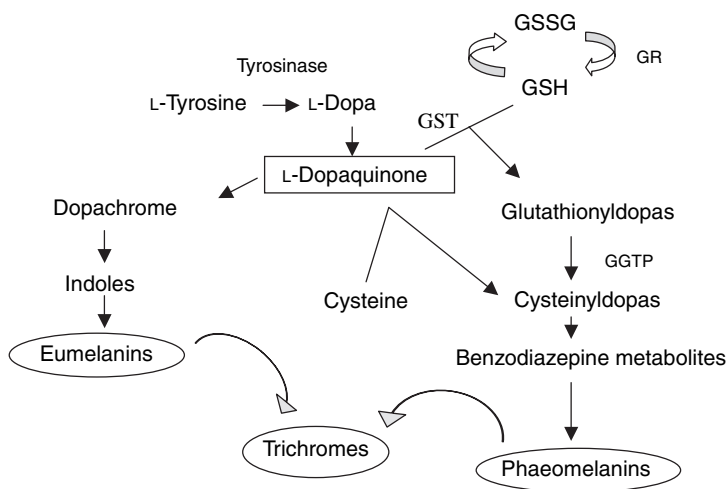 GSSG
GR
GSH
Tyrosinase
L-Tyrosine
L-Dopa
GST
L-Dopaquinone
Dopachrome
Glutathionyldopas
GGTP
Indoles
Cysteine
Cysteinyldopas
Eumelanins
Benzodiazepine metabolites
Trichromes
Phaeomelanins